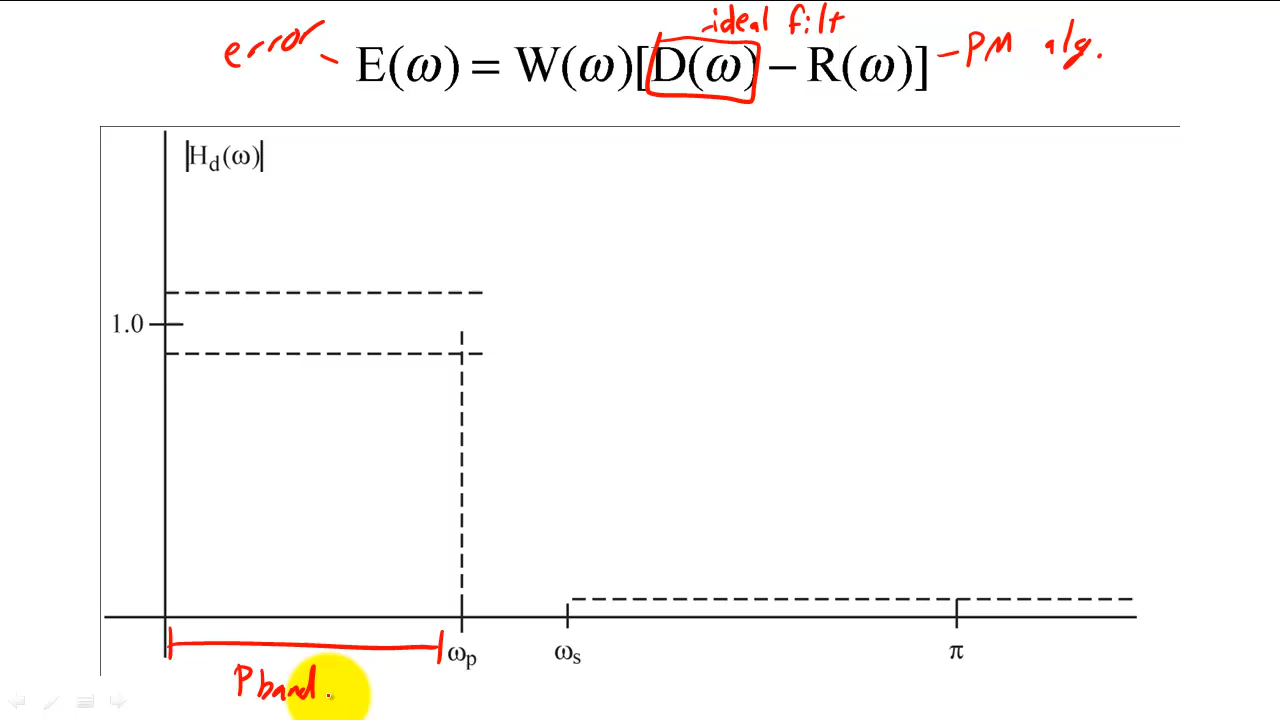 ideal filt
error
E(ω) = W(ω)[D(ω) − R(ω)]
PM alg.
|H_d(ω)|
1.0
ω_p
ω_s
π
Pband